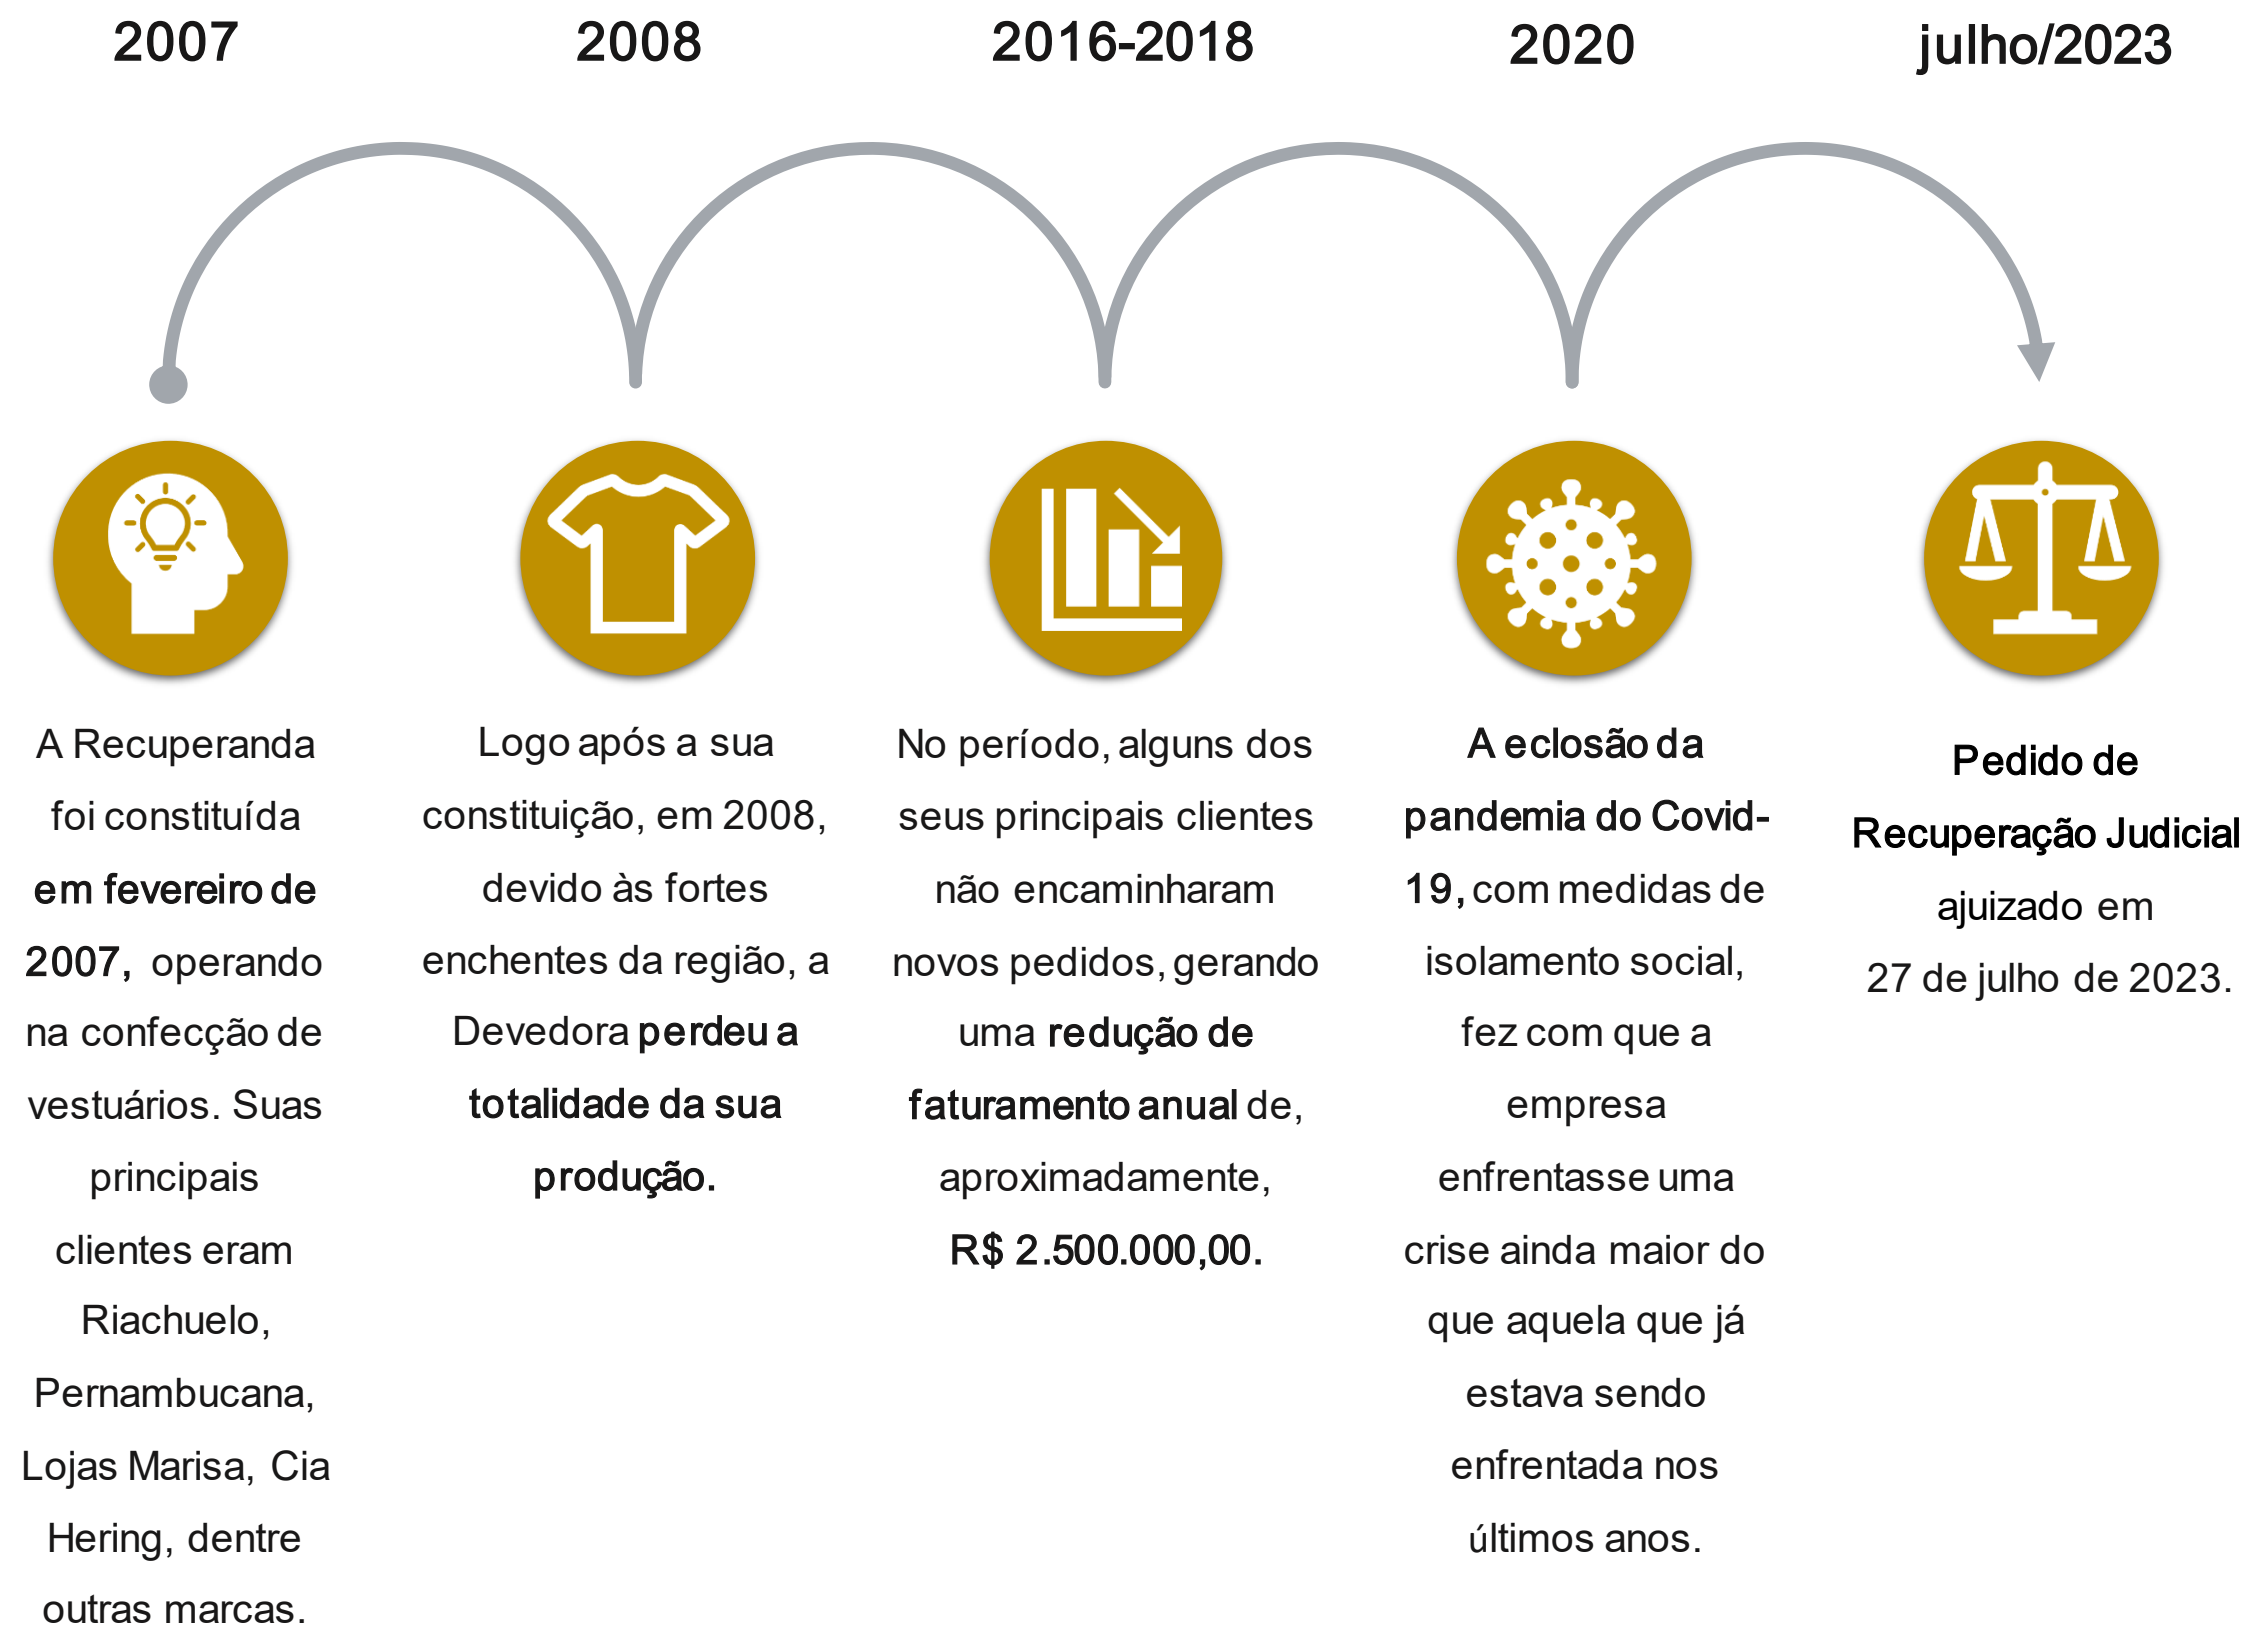 2007
2008
2016-2018
2020
julho/2023
A Recuperanda
foi constituída
em fevereiro de
2007, operando
na confecção de
vestuários. Suas
principais
clientes eram
Riachuelo,
Pernambucana,
Lojas Marisa, Cia
Hering, dentre
outras marcas.
Logo após a sua
constituição, em 2008,
devido às fortes
enchentes da região, a
Devedora perdeu a
totalidade da sua
produção.
No período, alguns dos
seus principais clientes
não encaminharam
novos pedidos, gerando
uma redução de
faturamento anual de,
aproximadamente,
R$ 2.500.000,00.
A eclosão da
pandemia do Covid-
19, com medidas de
isolamento social,
fez com que a
empresa
enfrentasse uma
crise ainda maior do
que aquela que já
estava sendo
enfrentada nos
últimos anos.
Pedido de
Recuperação Judicial
ajuizado em
27 de julho de 2023.